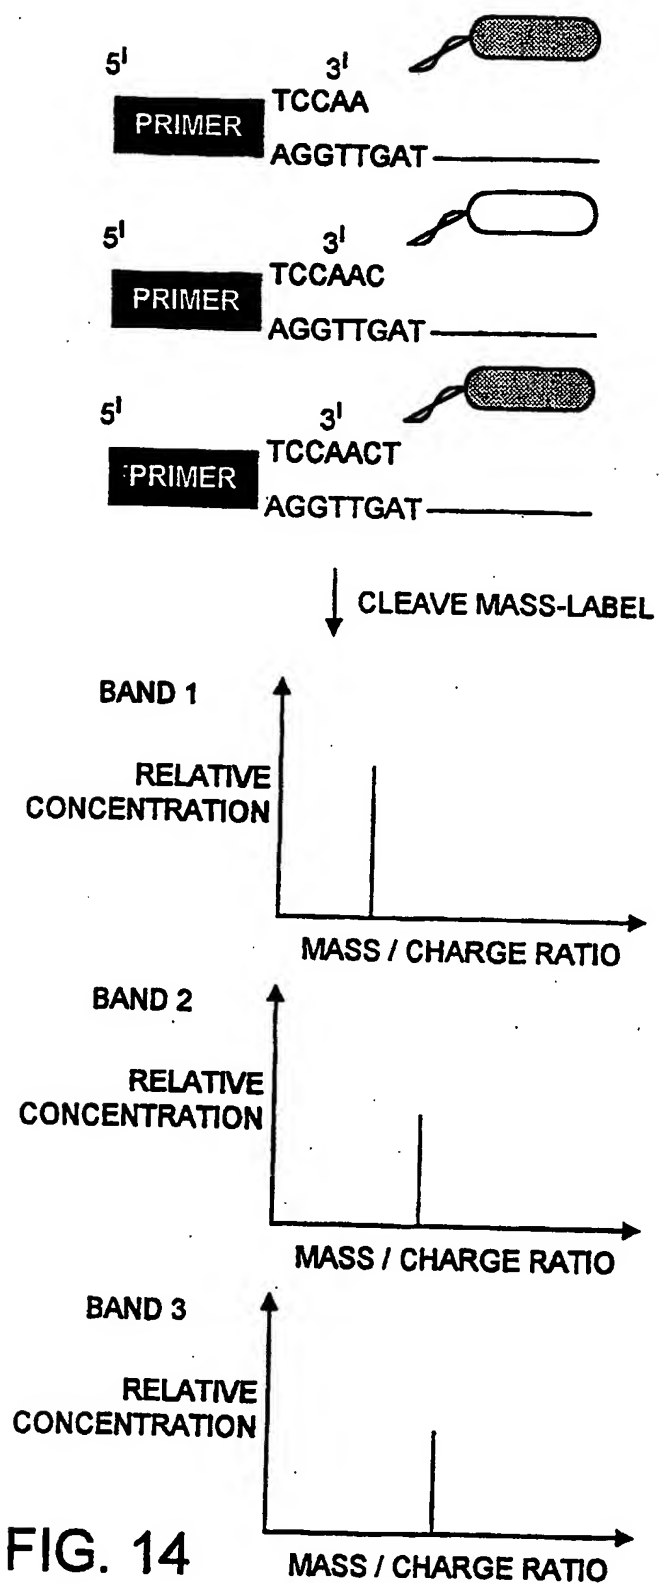 5' 3'
TCCAA
PRIMER
AGGTTGAT
5' 3'
TCCAAC
PRIMER
AGGTTGAT
5' 3'
TCCAACT
PRIMER
AGGTTGAT
CLEAVE MASS-LABEL
BAND 1
RELATIVE
CONCENTRATION
MASS / CHARGE RATIO
BAND 2
RELATIVE
CONCENTRATION
MASS / CHARGE RATIO
BAND 3
RELATIVE
CONCENTRATION
MASS / CHARGE RATIO
FIG. 14